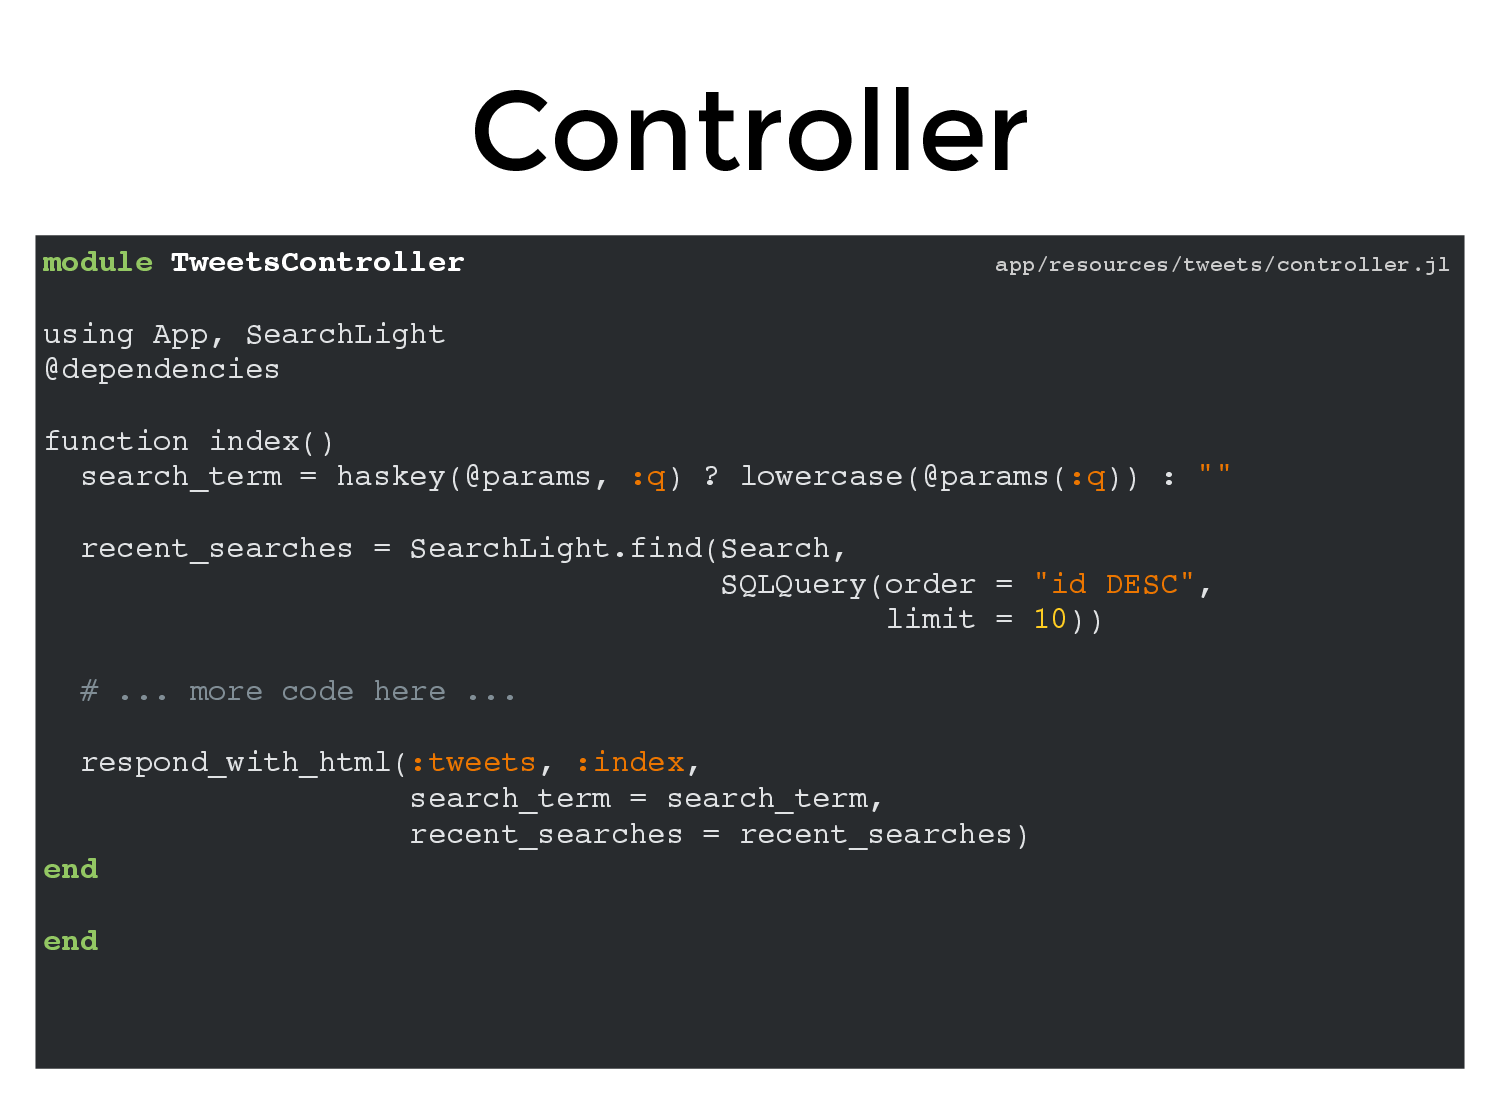 Controller
module TweetsController
app/resources/tweets/controller.jl
using App, SearchLight
@dependencies
function index()
search_term = haskey(@params, :q) ? lowercase(@params(:q)) : ""
recent_searches = SearchLight.find(Search,
SQLQuery(order = "id DESC",
limit = 10))
# ... more code here ...
respond_with_html(:tweets, :index,
search_term = search_term,
recent_searches = recent_searches)
end
end